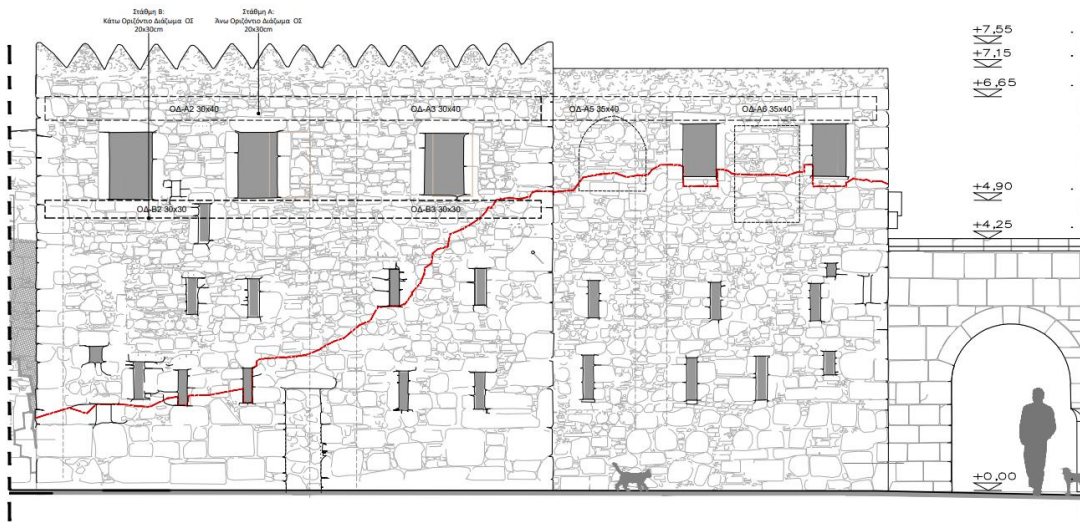 Στάθμη Β:
Κάτω Οριζόντιο Διάζωμα ΟΣ
20x30cm
Στάθμη Α:
Άνω Οριζόντιο Διάζωμα ΟΣ
20x30cm
+7,55
+7,15
+6,65
ΟΔ-Α2 30x40
ΟΔ-Α3 30x40
ΟΔ-Α5 35x40
ΟΔ-Α6 35x40
+4,90
ΟΔ-Β2 30x30
ΟΔ-Β3 30x30
+4,25
+0,00